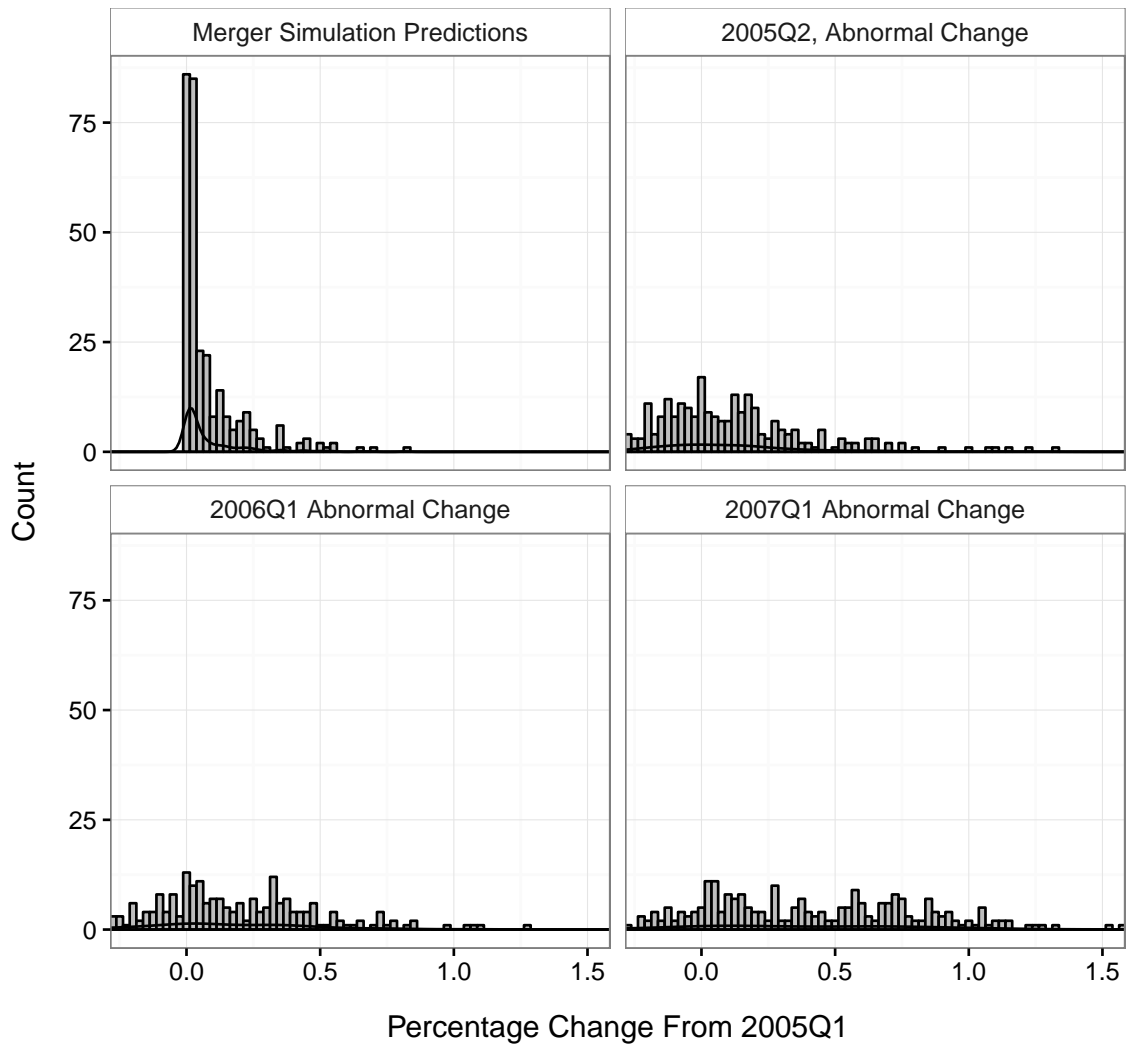 Merger Simulation Predictions
2005Q2, Abnormal Change
75
50
25
0
2006Q1 Abnormal Change
2007Q1 Abnormal Change
75
50
25
0
0.0 0.5 1.0 1.5
0.0 0.5 1.0 1.5
Count
Percentage Change From 2005Q1